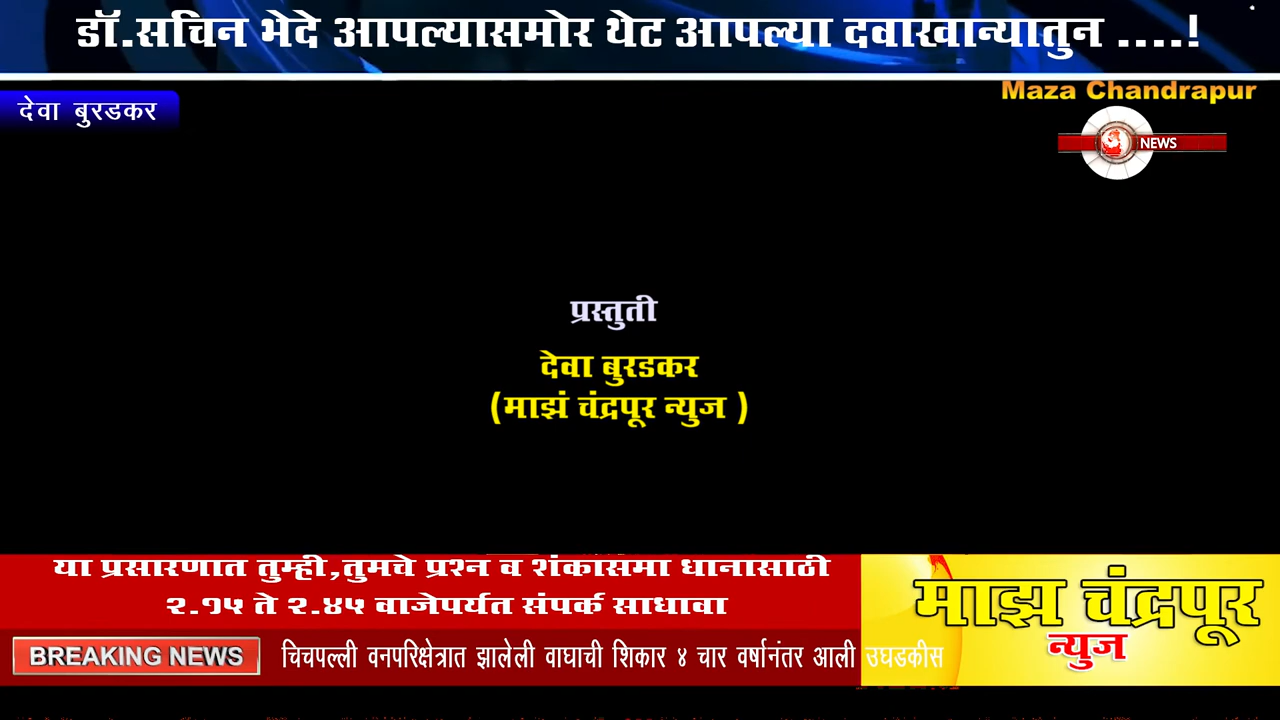 डॉ.सचिन भेदे आपल्यासमोर थेट आपल्या दवाखान्यातुन ....!
Maza Chandrapur
देवा बुरडकर
NEWS
प्रस्तुती
देवा बुरडकर
(माझं चंद्रपूर न्युज )
या प्रसारणात तुम्ही,तुमचे प्रश्न व शंकासमा धानासाठी
२.१५ ते २.४५ वाजेपर्यत संपर्क साधावा
माझ चंद्रपूर
न्युज
BREAKING NEWS
चिचपल्ली वनपरिक्षेत्रात झालेली वाघाची शिकार ४ चार वर्षानंतर आली उघडकीस